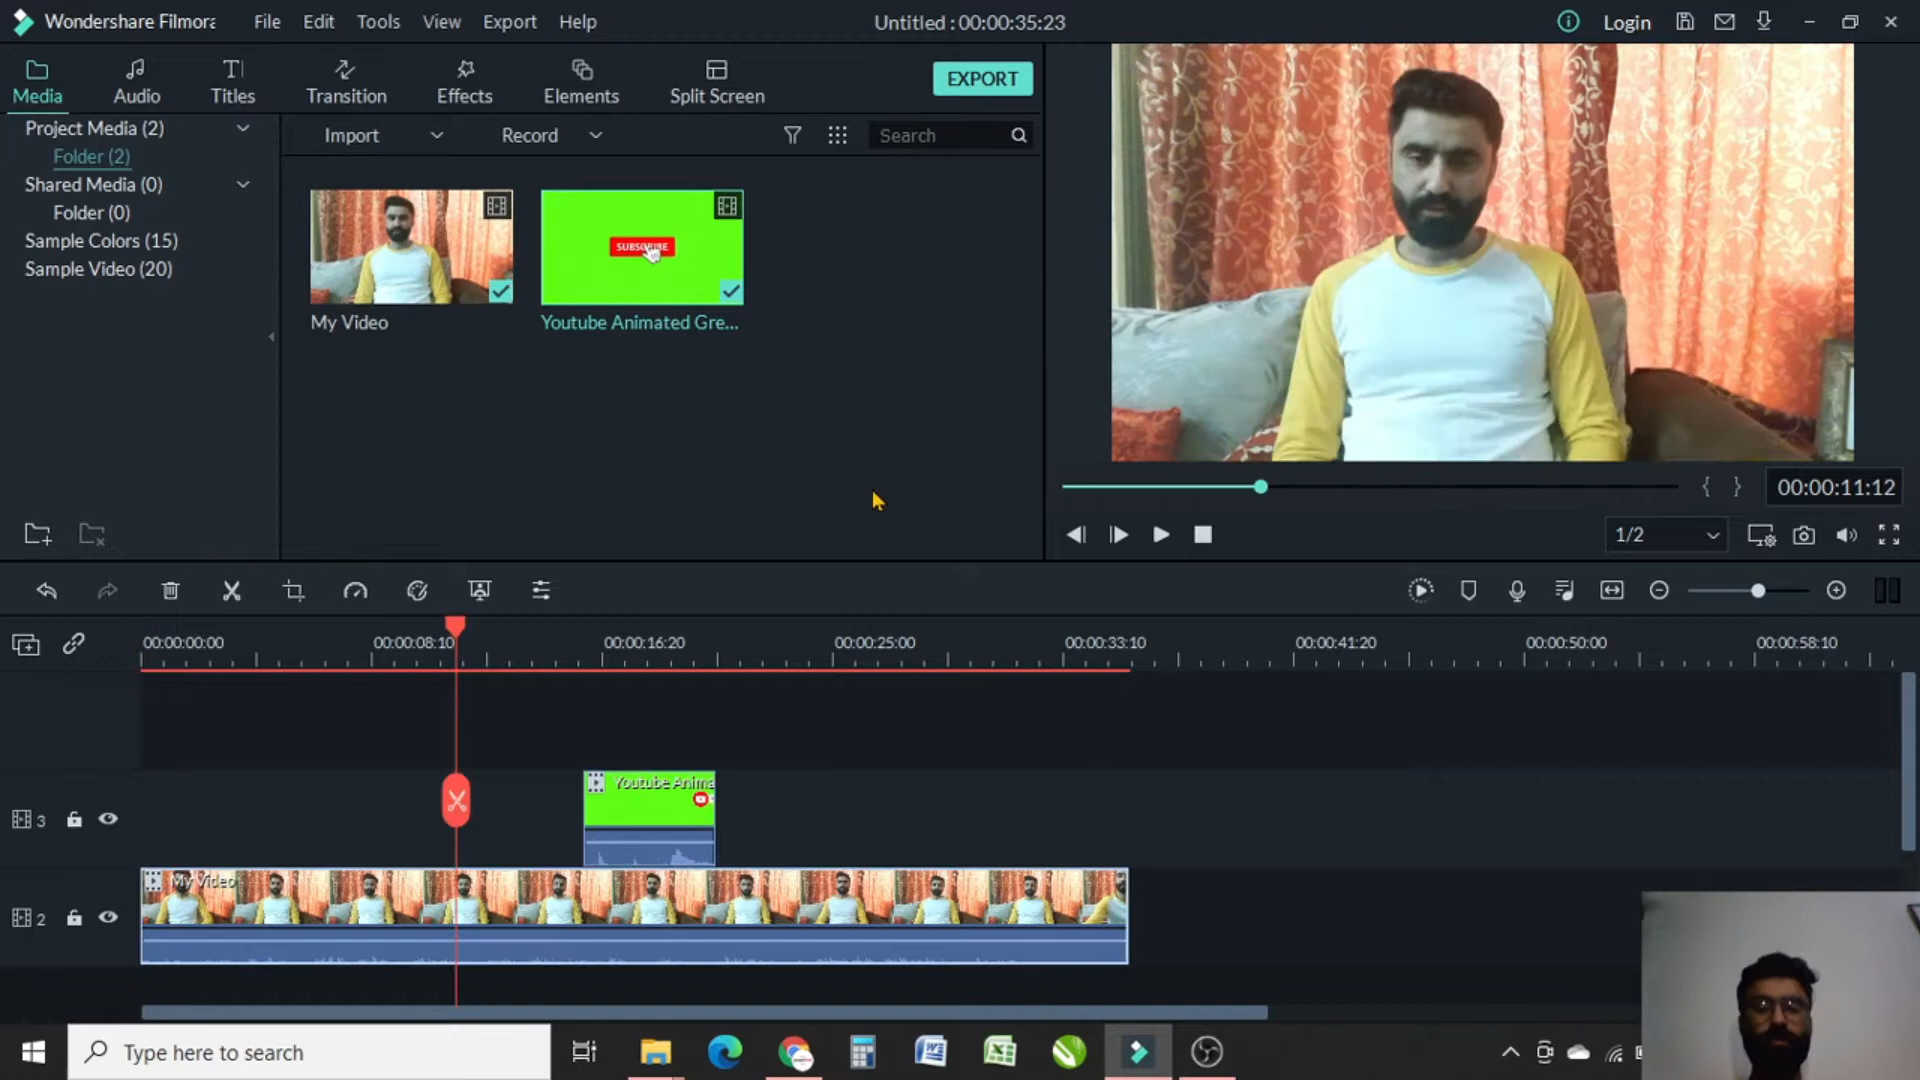 Wondershare Filmora File Edit Tools View Export Help Untitled : 00:00:35:23 Login
Media Audio Titles Transition Effects Elements Split Screen EXPORT
Project Media (2)
Folder (2)
Shared Media (0)
Folder (0)
Sample Colors (15)
Sample Video (20)
Import Record Search
SUBSCRIBE
My Video Youtube Animated Gre...
{ } 00:00:11:12
1/2
00:00:00:00 00:00:08:10 00:00:16:20 00:00:25:00 00:00:33:10 00:00:41:20 00:00:50:00 00:00:58:10
Youtube Anima
3
My Video
2
Type here to search